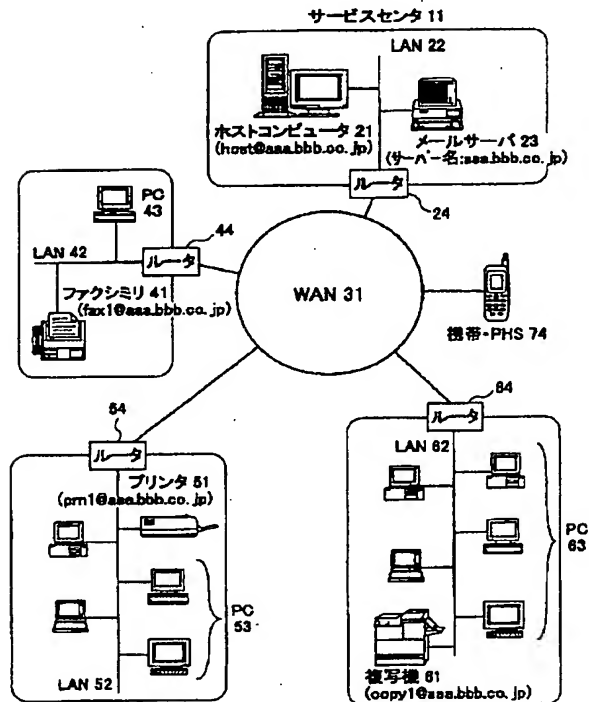 サービスセンタ 11
LAN 22
ホストコンピュータ 21
(host@aaa.bbb.co.jp)
メールサーバ 23
(サーバー名:aaa.bbb.co.jp)
ルータ
24
PC
43
44
LAN 42
ルータ
ファクシミリ 41
(fax1@aaa.bbb.co.jp)
WAN 31
携帯・PHS 74
54
ルータ
プリンタ 51
(prn1@aaa.bbb.co.jp)
PC
53
LAN 52
64
ルータ
LAN 62
PC
63
複写機 61
(copy1@aaa.bbb.co.jp)